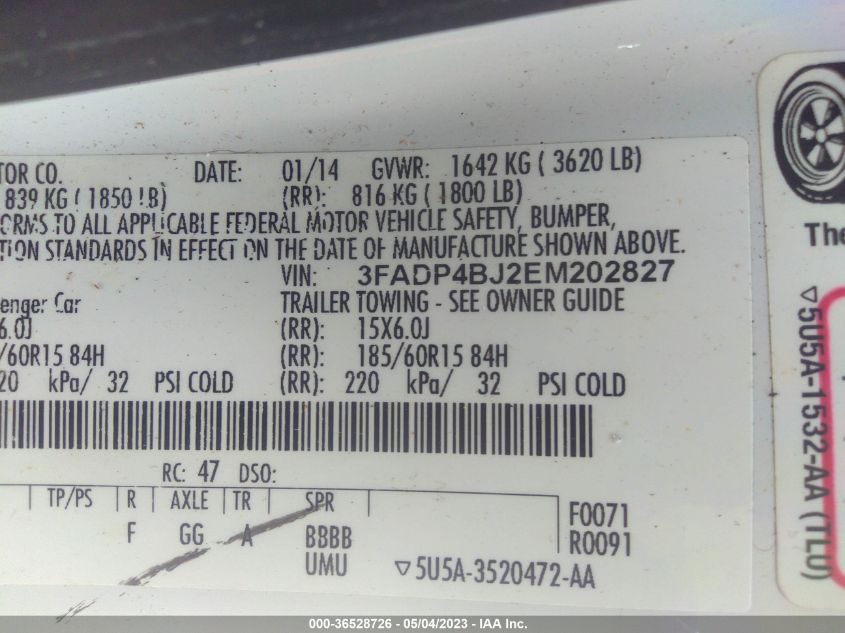 TOR CO. DATE: 01/14 GVWR: 1642 KG ( 3620 LB)
839 KG ( 1850 LB) (RR): 816 KG ( 1800 LB)
ORMS TO ALL APPLICABLE FEDERAL MOTOR VEHICLE SAFETY, BUMPER,
TION STANDARDS IN EFFECT ON THE DATE OF MANUFACTURE SHOWN ABOVE.
VIN: 3FADP4BJ2EM202827
enger Car TRAILER TOWING - SEE OWNER GUIDE
6.0J (RR): 15X6.0J
/60R15 84H (RR): 185/60R15 84H
20 kPa/ 32 PSI COLD (RR): 220 kPa/ 32 PSI COLD
RC: 47 DSO:
TP/PS R AXLE TR SPR
F GG A BBBB
UMU
F0071
R0091
▽5U5A-3520472-AA
The
▽5U5A-1532-AA (TLU)
000-36528726 - 05/04/2023 - IAA Inc.